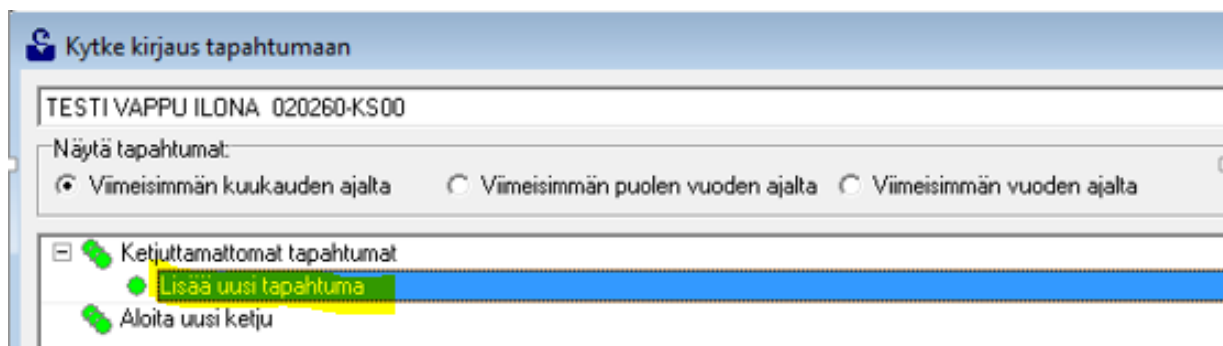 Kytke kirjaus tapahtumaan
TESTI VAPPU ILONA 020260-KS00
Näytä tapahtumat:
Viimeisimmän kuukauden ajalta Viimeisimmän puolen vuoden ajalta Viimeisimmän vuoden ajalta
Ketjuttamattomat tapahtumat
Lisää uusi tapahtuma
Aloita uusi ketju